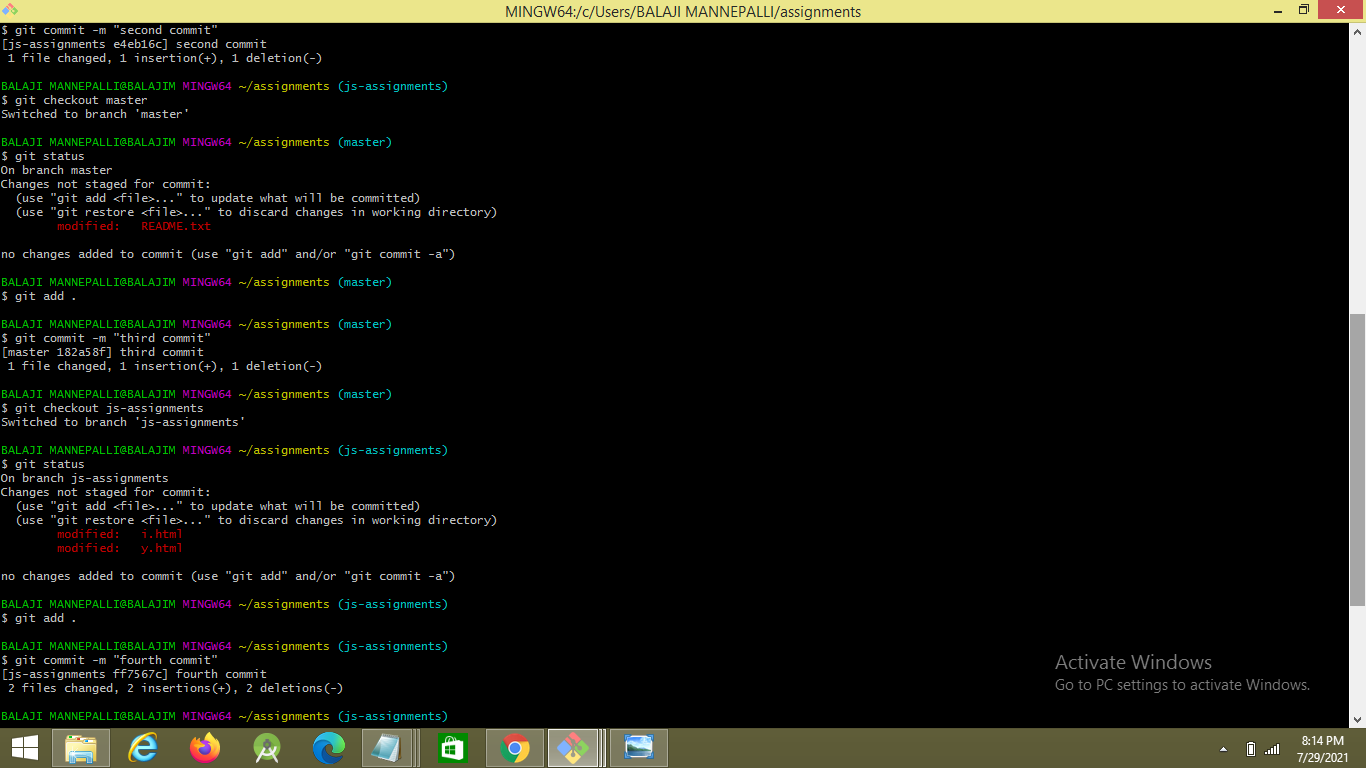 MINGW64:/c/Users/BALAJI MANNEPALLI/assignments
$ git commit -m "second commit"
[js-assignments e4eb16c] second commit
 1 file changed, 1 insertion(+), 1 deletion(-)
BALAJI MANNEPALLI@BALAJIM MINGW64 ~/assignments (js-assignments)
$ git checkout master
Switched to branch 'master'
BALAJI MANNEPALLI@BALAJIM MINGW64 ~/assignments (master)
$ git status
On branch master
Changes not staged for commit:
  (use "git add <file>..." to update what will be committed)
  (use "git restore <file>..." to discard changes in working directory)
        modified:   README.txt
no changes added to commit (use "git add" and/or "git commit -a")
BALAJI MANNEPALLI@BALAJIM MINGW64 ~/assignments (master)
$ git add .
BALAJI MANNEPALLI@BALAJIM MINGW64 ~/assignments (master)
$ git commit -m "third commit"
[master 182a58f] third commit
 1 file changed, 1 insertion(+), 1 deletion(-)
BALAJI MANNEPALLI@BALAJIM MINGW64 ~/assignments (master)
$ git checkout js-assignments
Switched to branch 'js-assignments'
BALAJI MANNEPALLI@BALAJIM MINGW64 ~/assignments (js-assignments)
$ git status
On branch js-assignments
Changes not staged for commit:
  (use "git add <file>..." to update what will be committed)
  (use "git restore <file>..." to discard changes in working directory)
        modified:   i.html
        modified:   y.html
no changes added to commit (use "git add" and/or "git commit -a")
BALAJI MANNEPALLI@BALAJIM MINGW64 ~/assignments (js-assignments)
$ git add .
BALAJI MANNEPALLI@BALAJIM MINGW64 ~/assignments (js-assignments)
$ git commit -m "fourth commit"
[js-assignments ff7567c] fourth commit
 2 files changed, 2 insertions(+), 2 deletions(-)
BALAJI MANNEPALLI@BALAJIM MINGW64 ~/assignments (js-assignments)
Activate Windows
Go to PC settings to activate Windows.
8:14 PM
7/29/2021